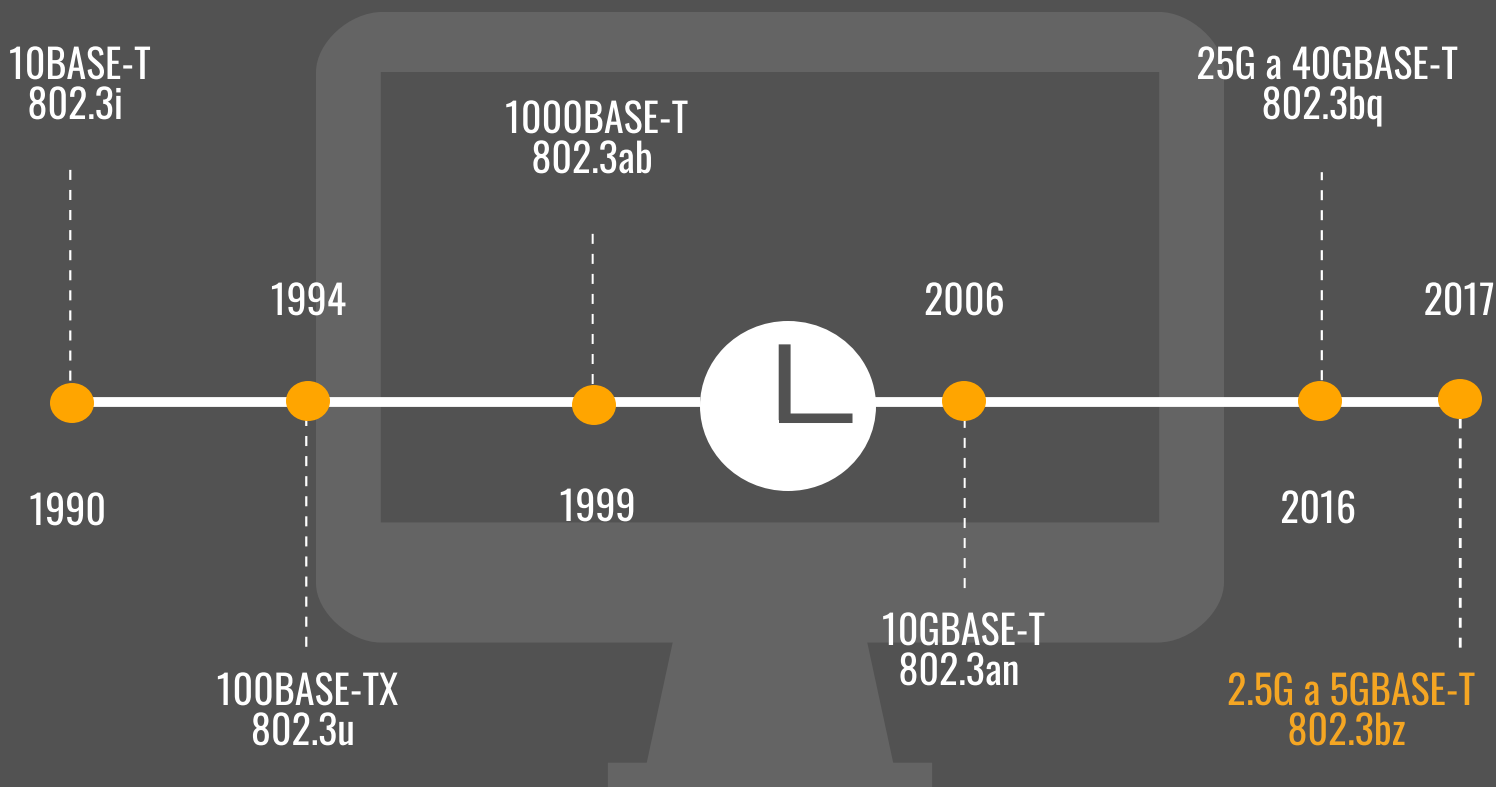 10BASE-T
802.3i
1990
1994
100BASE-TX
802.3u
1000BASE-T
802.3ab
1999
2006
10GBASE-T
802.3an
25G a 40GBASE-T
802.3bq
2016
2017
2.5G a 5GBASE-T
802.3bz